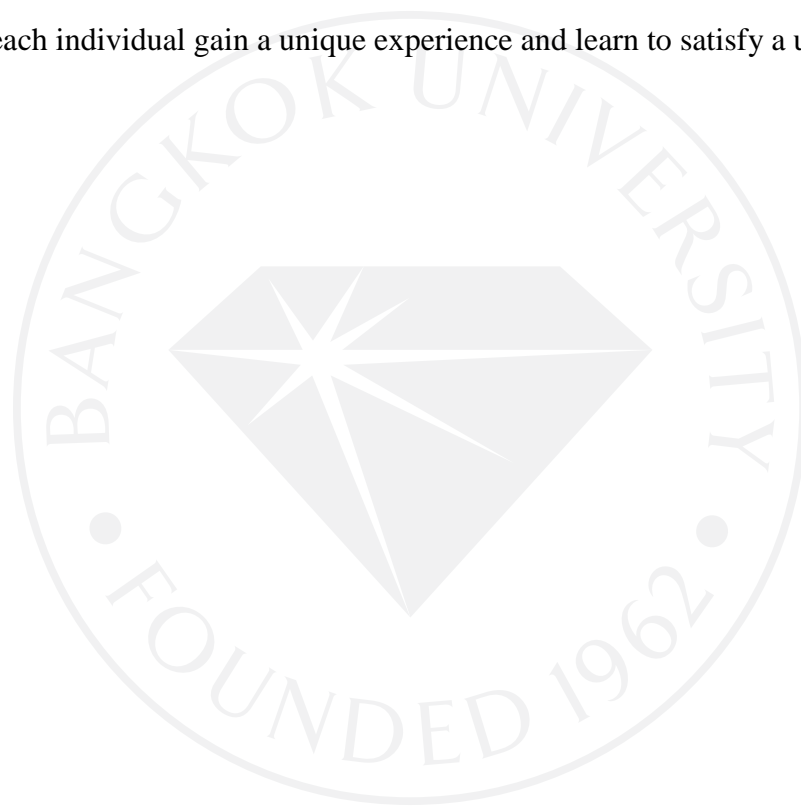 each individual gain a unique experience and learn to satisfy a u
BANGKOK UNIVERSITY
FOUNDED 1962